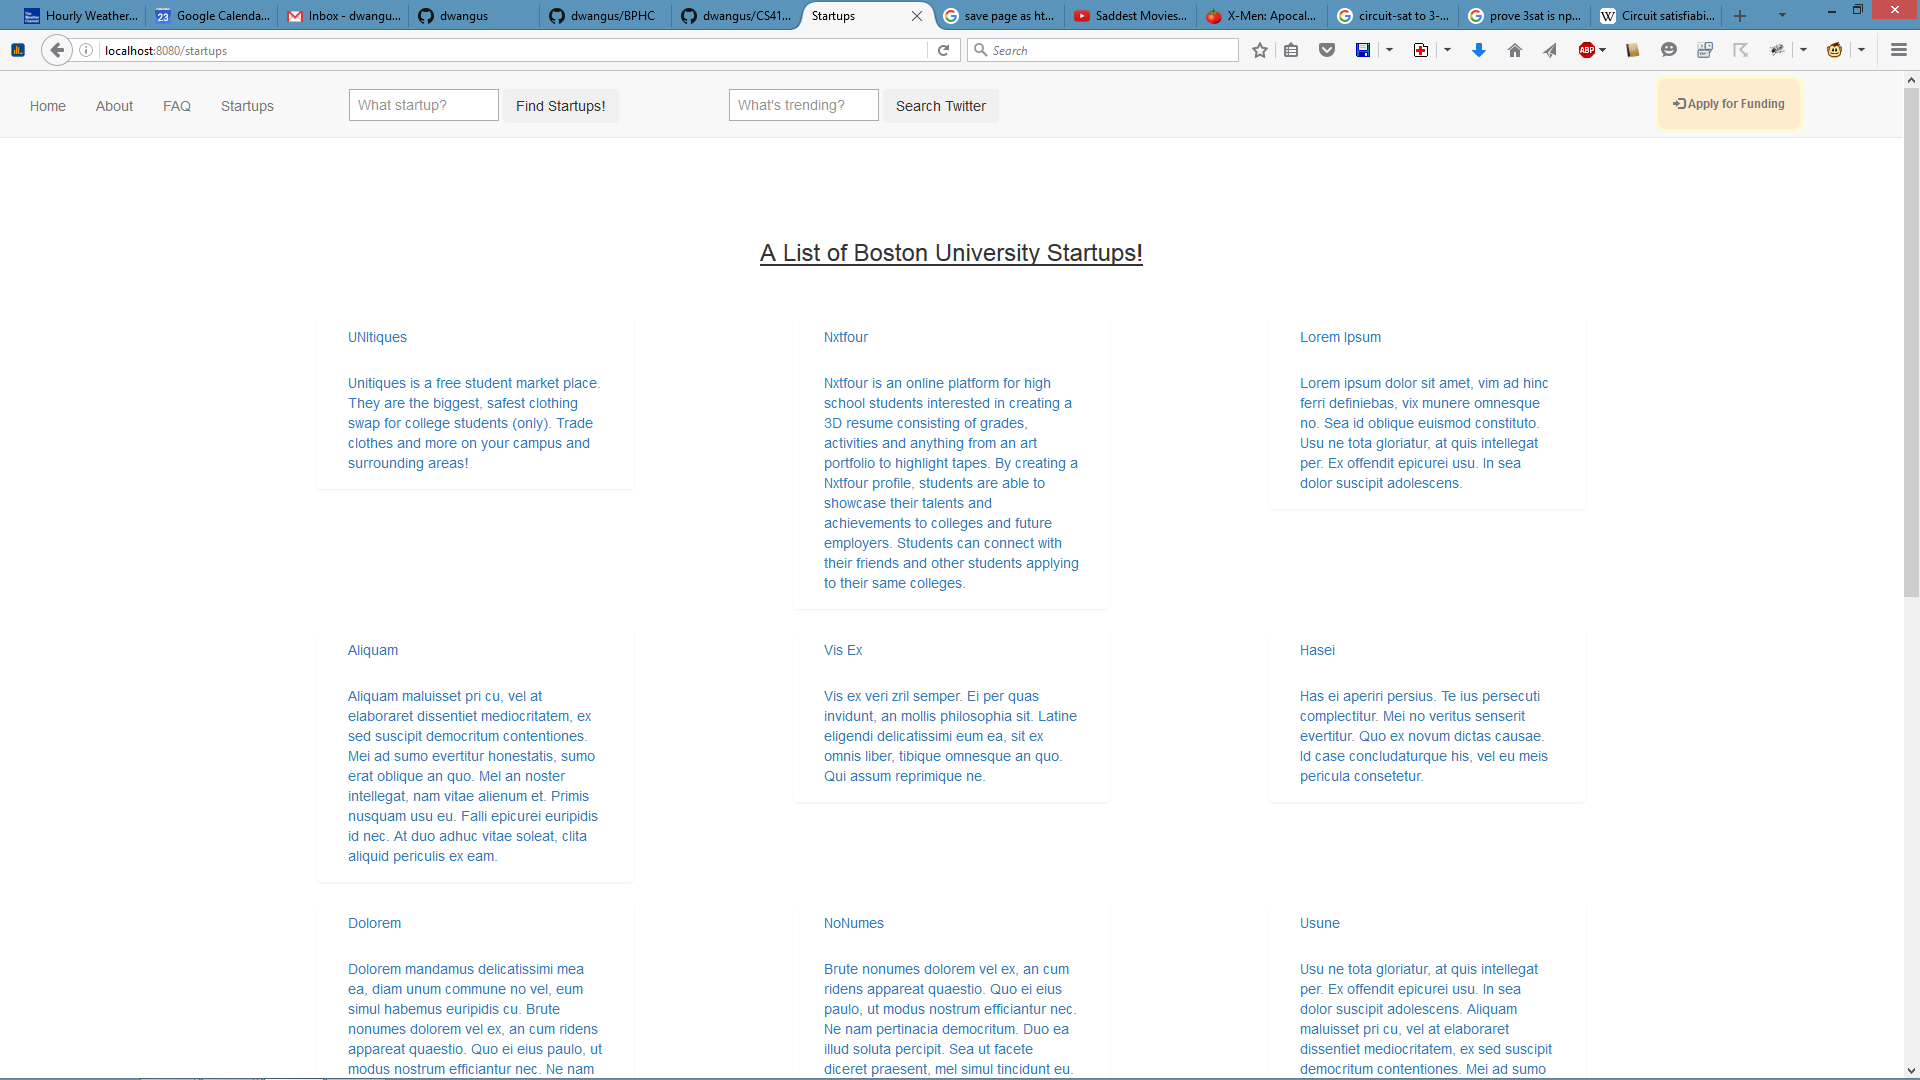 Hourly Weather...
Google Calenda...
Inbox - dwangu...
dwangus
dwangus/BPHC
dwangus/CS41...
Startups
save page as ht...
Saddest Movies...
X-Men: Apocal...
circuit-sat to 3-...
prove 3sat is np...
Circuit satisfiabi...
localhost:8080/startups
Search
ABP
Home
About
FAQ
Startups
What startup?
Find Startups!
What's trending?
Search Twitter
Apply for Funding
A List of Boston University Startups!
UNItiques
Unitiques is a free student market place.
They are the biggest, safest clothing
swap for college students (only). Trade
clothes and more on your campus and
surrounding areas!
Nxtfour
Nxtfour is an online platform for high
school students interested in creating a
3D resume consisting of grades,
activities and anything from an art
portfolio to highlight tapes. By creating a
Nxtfour profile, students are able to
showcase their talents and
achievements to colleges and future
employers. Students can connect with
their friends and other students applying
to their same colleges.
Lorem Ipsum
Lorem ipsum dolor sit amet, vim ad hinc
ferri definiebas, vix munere omnesque
no. Sea id oblique euismod constituto.
Usu ne tota gloriatur, at quis intellegat
per. Ex offendit epicurei usu. In sea
dolor suscipit adolescens.
Aliquam
Aliquam maluisset pri cu, vel at
elaboraret dissentiet mediocritatem, ex
sed suscipit democritum contentiones.
Mei ad sumo evertitur honestatis, sumo
erat oblique an quo. Mel an noster
intellegat, nam vitae alienum et. Primis
nusquam usu eu. Falli epicurei euripidis
id nec. At duo adhuc vitae soleat, clita
aliquid periculis ex eam.
Vis Ex
Vis ex veri zril semper. Ei per quas
invidunt, an mollis philosophia sit. Latine
eligendi delicatissimi eum ea, sit ex
omnis liber, tibique omnesque an quo.
Qui assum reprimique ne.
Hasei
Has ei aperiri persius. Te ius persecuti
complectitur. Mei no veritus senserit
evertitur. Quo ex novum dictas causae.
Id case concludaturque his, vel eu meis
pericula consetetur.
Dolorem
Dolorem mandamus delicatissimi mea
ea, diam unum commune no vel, eum
simul habemus euripidis cu. Brute
nonumes dolorem vel ex, an cum ridens
appareat quaestio. Quo ei eius paulo, ut
modus nostrum efficiantur nec. Ne nam
NoNumes
Brute nonumes dolorem vel ex, an cum
ridens appareat quaestio. Quo ei eius
paulo, ut modus nostrum efficiantur nec.
Ne nam pertinacia democritum. Duo ea
illud soluta percipit. Sea ut facete
diceret praesent, mel simul tincidunt eu.
Usune
Usu ne tota gloriatur, at quis intellegat
per. Ex offendit epicurei usu. In sea
dolor suscipit adolescens. Aliquam
maluisset pri cu, vel at elaboraret
dissentiet mediocritatem, ex sed suscipit
democritum contentiones. Mei ad sumo